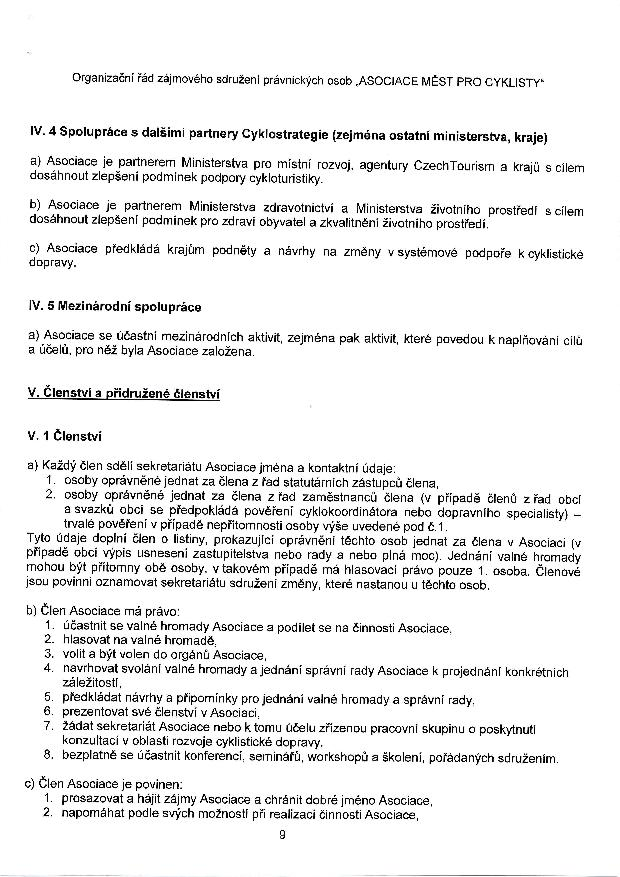 Organizační řád zájmového sdružení právnických osob „ASOCIACE MĚST PRO CYKLISTY“
IV. 4 Spolupráce s dalšími partnery Cyklostrategie (zejména ostatní ministerstva, kraje)
a) Asociace je partnerem Ministerstva pro místní rozvoj, agentury CzechTourism a krajů s cílem
dosáhnout zlepšení podmínek podpory cykloturistiky.
b) Asociace je partnerem Ministerstva zdravotnictví a Ministerstva životního prostředí s cílem
dosáhnout zlepšení podmínek pro zdraví obyvatel a zkvalitnění životního prostředí.
c) Asociace předkládá krajům podněty a návrhy na změny v systémové podpoře k cyklistické
dopravy.
IV. 5 Mezinárodní spolupráce
a) Asociace se účastní mezinárodních aktivit, zejména pak aktivit, které povedou k naplňování cílů
a účelů, pro něž byla Asociace založena.
V. Členství a přidružené členství
V. 1 Členství
a) Každý člen sdělí sekretariátu Asociace jména a kontaktní údaje:
1. osoby oprávněné jednat za člena z řad statutárních zástupců člena,
2. osoby oprávněné jednat za člena z řad zaměstnanců člena (v případě členů z řad obcí
a svazků obcí se předpokládá pověření cyklokoordinátora nebo dopravního specialisty) –
trvalé pověření v případě nepřítomnosti osoby výše uvedené pod č.1.
Tyto údaje doplní člen o listiny, prokazující oprávnění těchto osob jednat za člena v Asociaci (v
případě obcí výpis usnesení zastupitelstva nebo rady a nebo plná moc). Jednání valné hromady
mohou být přítomny obě osoby, v takovém případě má hlasovací právo pouze 1. osoba. Členové
jsou povinni oznamovat sekretariátu sdružení změny, které nastanou u těchto osob.
b) Člen Asociace má právo:
1. účastnit se valné hromady Asociace a podílet se na činnosti Asociace,
2. hlasovat na valné hromadě,
3. volit a být volen do orgánů Asociace,
4. navrhovat svolání valné hromady a jednání správní rady Asociace k projednání konkrétních
záležitostí,
5. předkládat návrhy a připomínky pro jednání valné hromady a správní rady,
6. prezentovat své členství v Asociaci,
7. žádat sekretariát Asociace nebo k tomu účelu zřízenou pracovní skupinu o poskytnutí
konzultací v oblasti rozvoje cyklistické dopravy,
8. bezplatně se účastnit konferencí, seminářů, workshopů a školení, pořádaných sdružením.
c) Člen Asociace je povinen:
1. prosazovat a hájit zájmy Asociace a chránit dobré jméno Asociace,
2. napomáhat podle svých možností při realizaci činnosti Asociace,
9